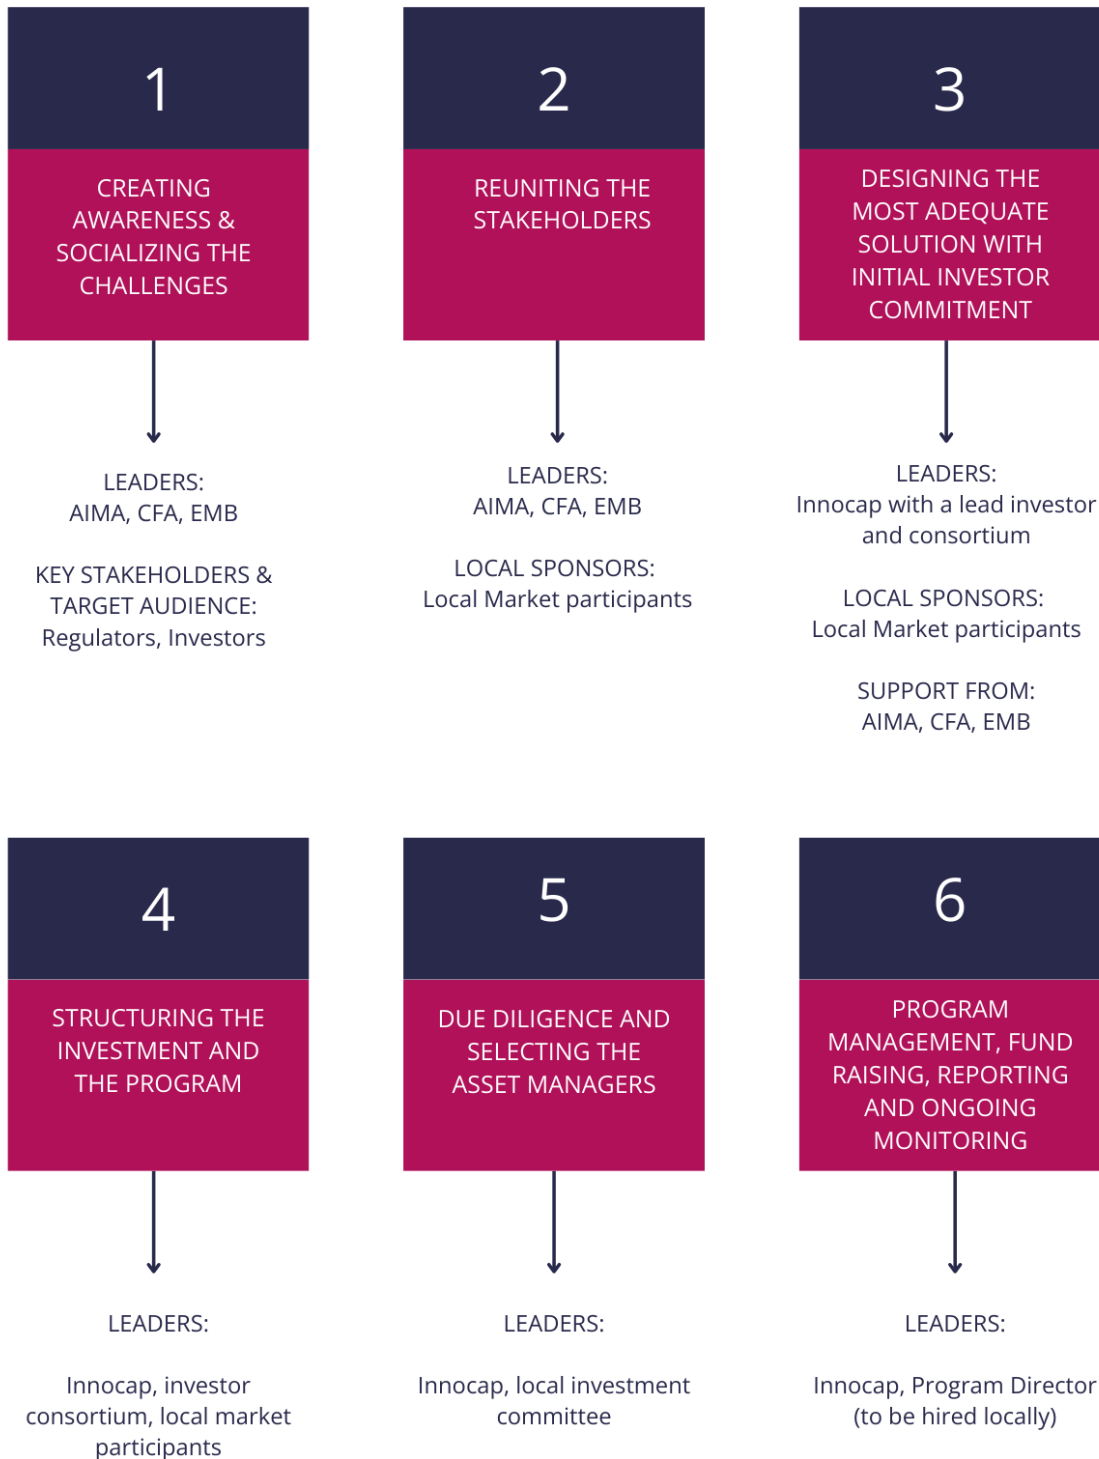 1
CREATING
AWARENESS &
SOCIALIZING THE
CHALLENGES
LEADERS:
AIMA, CFA, EMB
KEY STAKEHOLDERS &
TARGET AUDIENCE:
Regulators, Investors
2
REUNITING THE
STAKEHOLDERS
LEADERS:
AIMA, CFA, EMB
LOCAL SPONSORS:
Local Market participants
3
DESIGNING THE
MOST ADEQUATE
SOLUTION WITH
INITIAL INVESTOR
COMMITMENT
LEADERS:
Innocap with a lead investor
and consortium
LOCAL SPONSORS:
Local Market participants
SUPPORT FROM:
AIMA, CFA, EMB
4
STRUCTURING THE
INVESTMENT AND
THE PROGRAM
LEADERS:
Innocap, investor
consortium, local market
participants
5
DUE DILIGENCE AND
SELECTING THE
ASSET MANAGERS
LEADERS:
Innocap, local investment
committee
6
PROGRAM
MANAGEMENT, FUND
RAISING, REPORTING
AND ONGOING
MONITORING
LEADERS:
Innocap, Program Director
(to be hired locally)